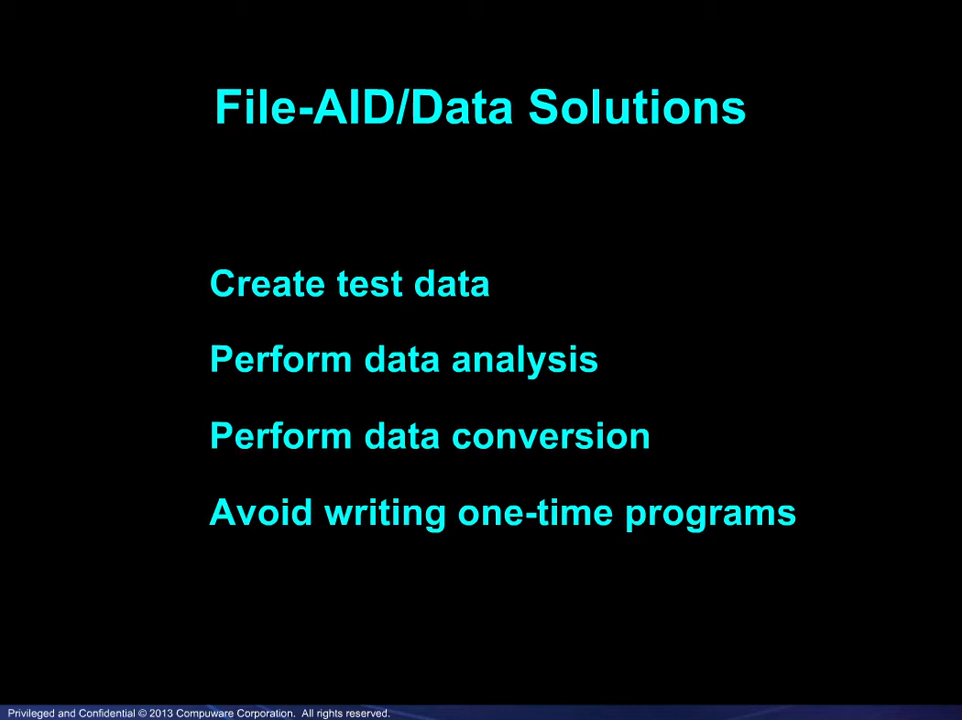 File-AID/Data Solutions
Create test data
Perform data analysis
Perform data conversion
Avoid writing one-time programs
Privileged and Confidential © 2013 Compuware Corporation. All rights reserved.